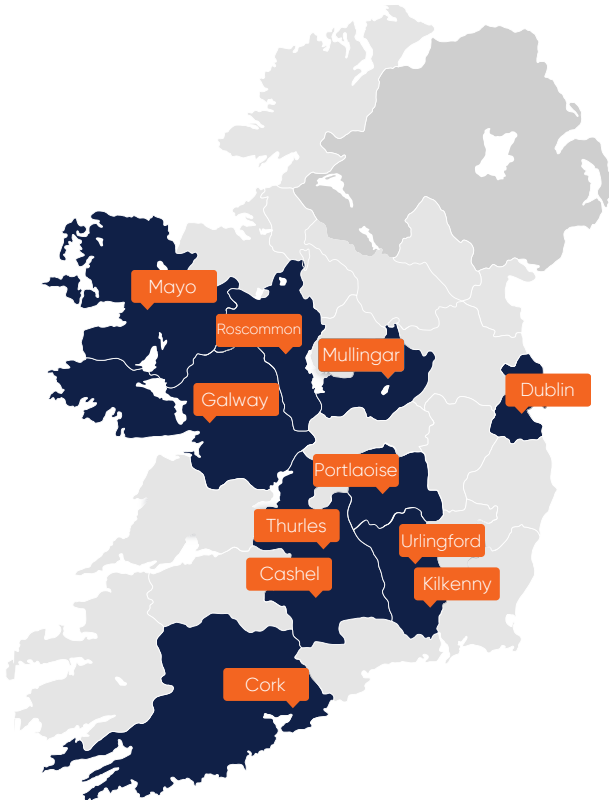 Mayo
Roscommon
Mullingar
Dublin
Galway
Portlaoise
Thurles
Urlingford
Cashel
Kilkenny
Cork